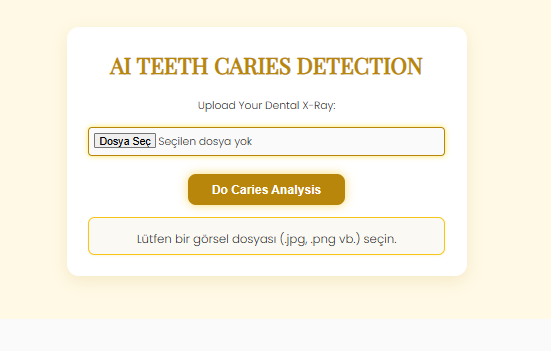 AI TEETH CARIES DETECTION
Upload Your Dental X-Ray:
Dosya Seç Seçilen dosya yok
Do Caries Analysis
Lütfen bir görsel dosyası (.jpg, .png vb.) seçin.